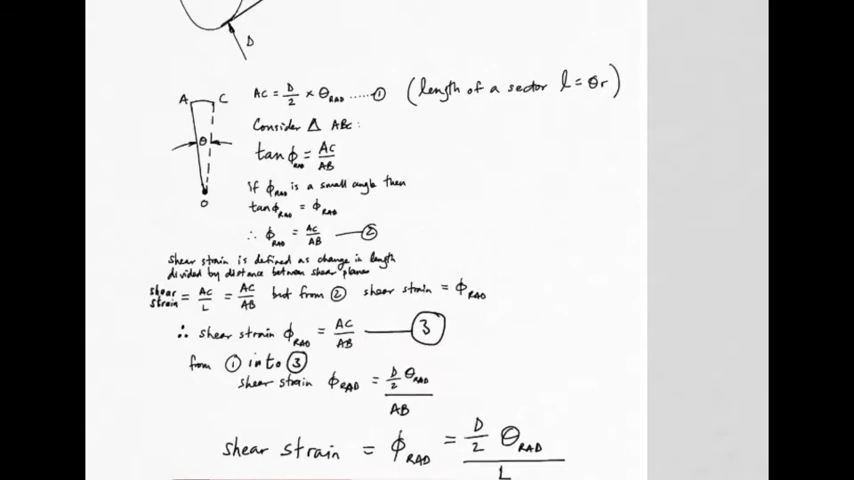 D
A C AC = D/2 × θRAD ......① (length of a sector l = θr)
Consider Δ ABC:
θ
tan ϕRAD = AC/AB
If ϕRAD is a small angle then
O
tanϕRAD = ϕRAD
∴ ϕRAD = AC/AB —②
shear strain is defined as change in length
divided by distance between shear planes
shear strain = AC/L = AC/AB but from ② shear strain = ϕRAD
∴ shear strain ϕRAD = AC/AB —③
from ① into ③
shear strain ϕRAD = D/2 θRAD / AB
shear strain = ϕRAD = D/2 θRAD / L